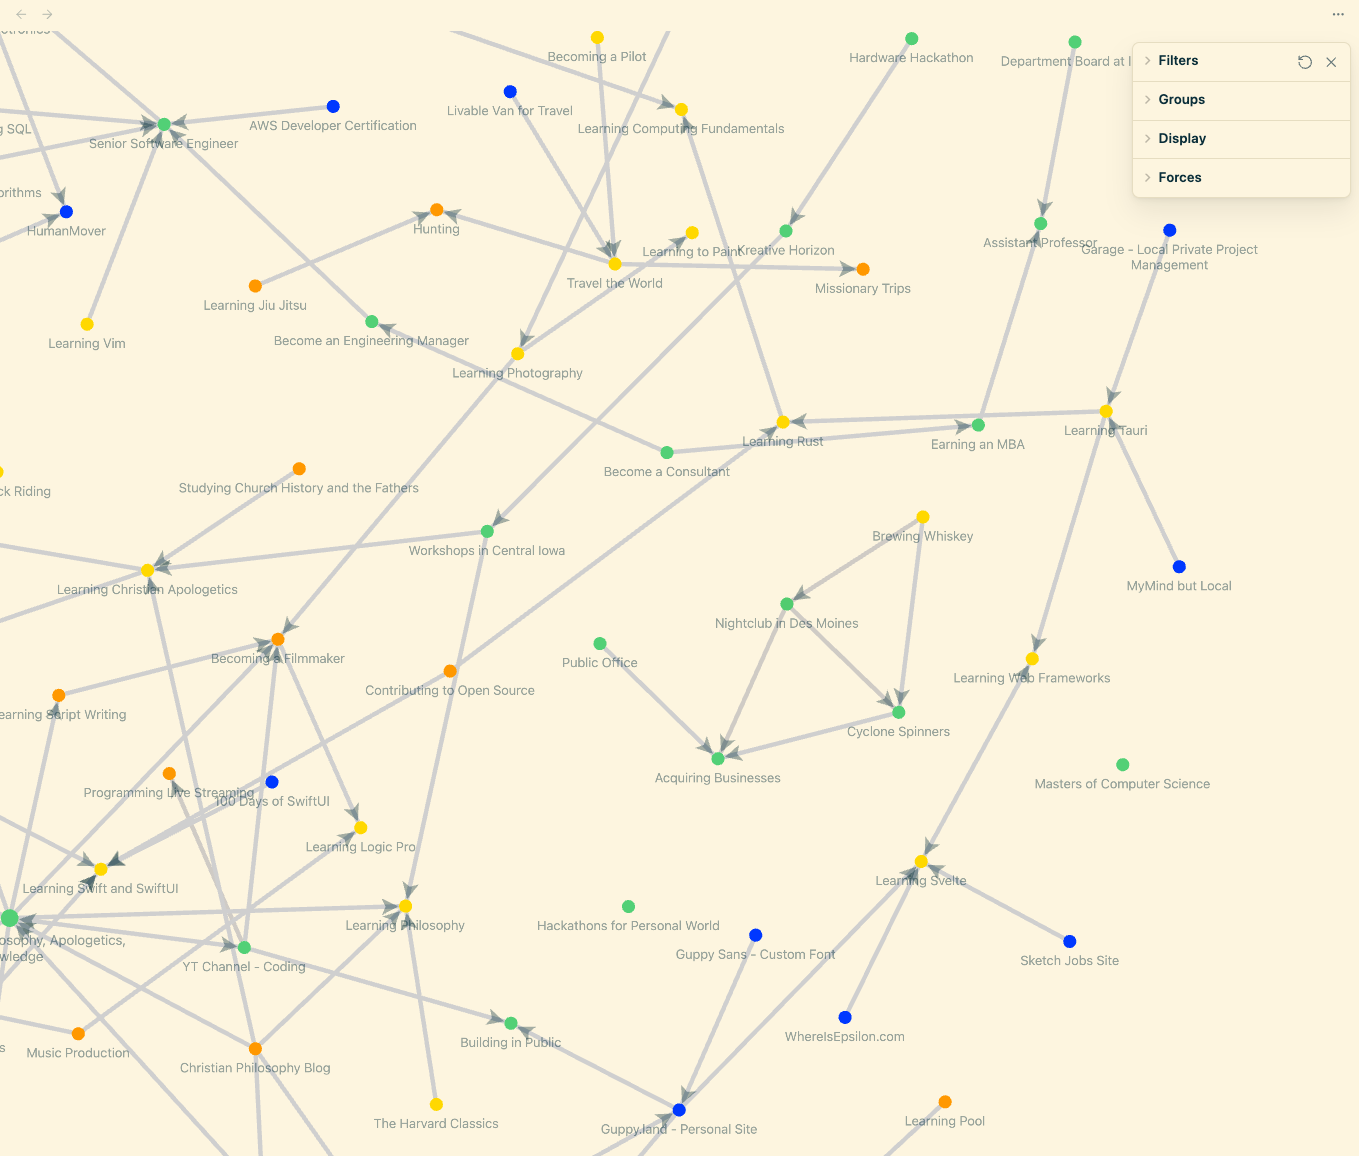 Becoming a Pilot
Hardware Hackathon
Department Board at
Filters
Livable Van for Travel
Groups
g SQL
AWS Developer Certification
Learning Computing Fundamentals
Senior Software Engineer
Display
Forces
orithms
HumanMover
Hunting
Learning to Paint
Kreative Horizon
Assistant Professor
Garage - Local Private Project
Management
Travel the World
Missionary Trips
Learning Jiu Jitsu
Learning Vim
Become an Engineering Manager
Learning Photography
Learning Rust
Earning an MBA
Learning Tauri
Become a Consultant
ck Riding
Studying Church History and the Fathers
Brewing Whiskey
Workshops in Central Iowa
Learning Christian Apologetics
MyMind but Local
Nightclub in Des Moines
Becoming a Filmmaker
Public Office
Learning Web Frameworks
Contributing to Open Source
earning Script Writing
Cyclone Spinners
Acquiring Businesses
Masters of Computer Science
Programming Live Streaming
100 Days of SwiftUI
Learning Logic Pro
Learning Swift and SwiftUI
Learning Svelte
Learning Philosophy
Hackathons for Personal World
osophy, Apologetics,
wledge
Guppy Sans - Custom Font
Sketch Jobs Site
YT Channel - Coding
WhereIsEpsilon.com
Building in Public
s
Music Production
Christian Philosophy Blog
The Harvard Classics
Guppy.land - Personal Site
Learning Pool